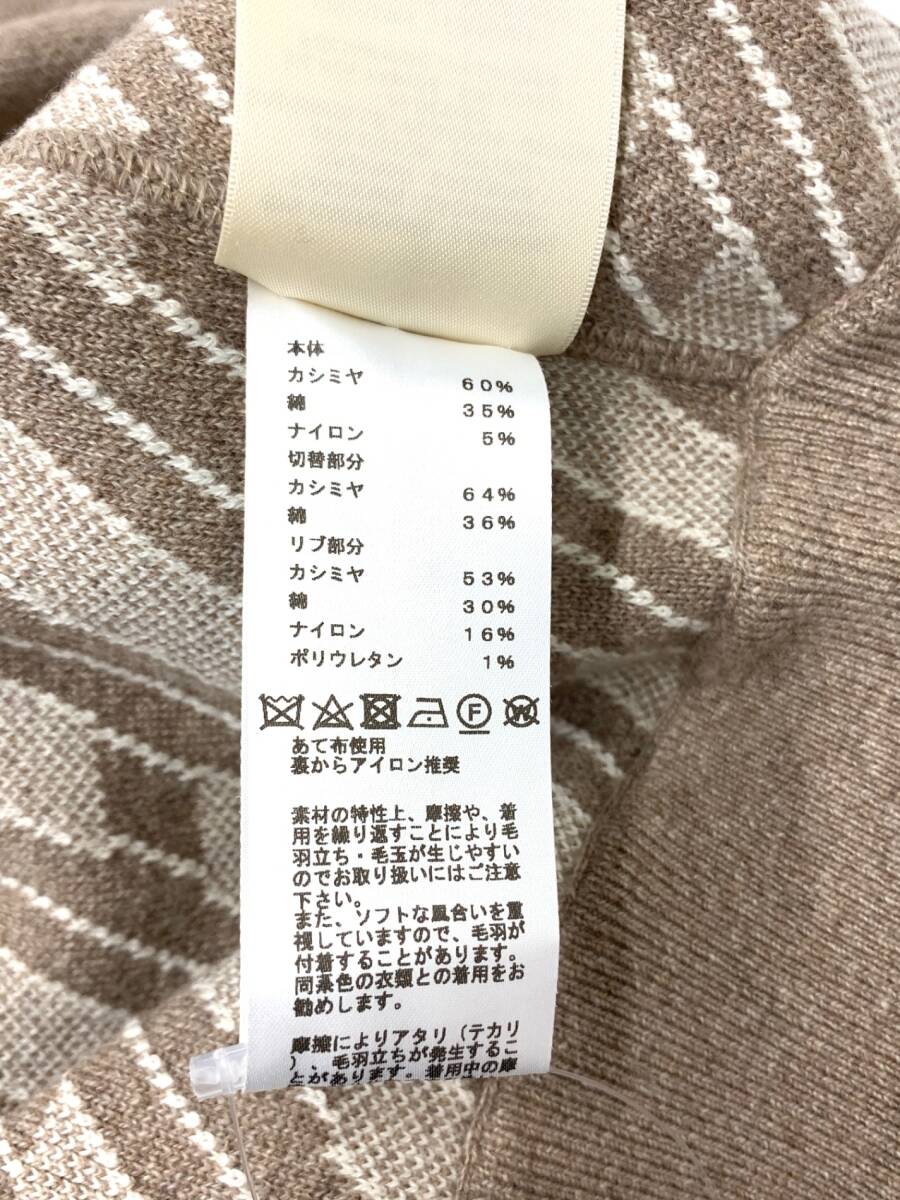 本体
カシミヤ 60%
綿 35%
ナイロン 5%
切替部分
カシミヤ 64%
綿 36%
リブ部分
カシミヤ 53%
綿 30%
ナイロン 16%
ポリウレタン 1%
F W
あて布使用
裏からアイロン推奨
素材の特性上、摩擦や、着
用を繰り返すことにより毛
羽立ち・毛玉が生じやすい
のでお取り扱いにはご注意
下さい。
また、ソフトな風合いを重
視していますので、毛羽が
付着することがあります。
同系色の衣類との着用をお
勧めします。
摩擦によりアタリ（テカリ
）、毛羽立ちが発生するこ
とがあります。着用中の摩